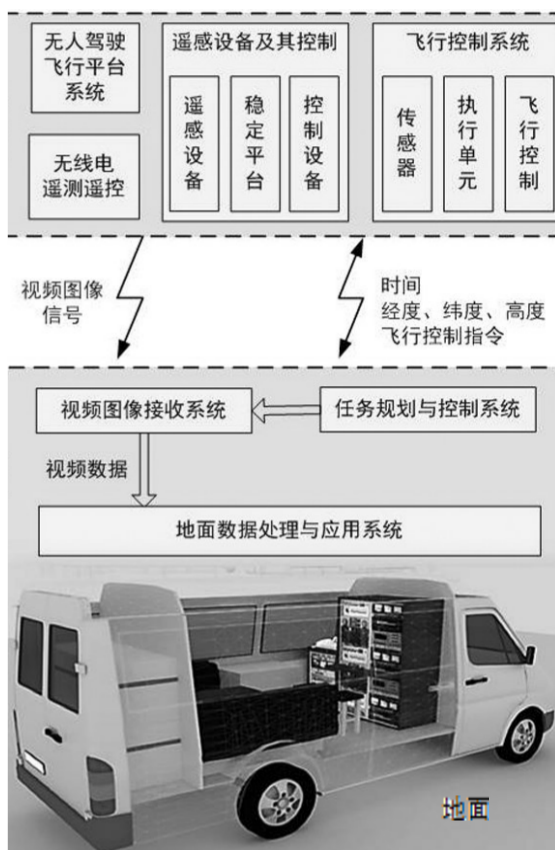 无人驾驶
飞行平台
系统
无线电
遥测遥控
遥感设备及其控制
遥感设备
稳定平台
控制设备
飞行控制系统
传感器
执行单元
飞行控制
视频图像
信号
时间
经度、纬度、高度
飞行控制指令
视频图像接收系统
任务规划与控制系统
视频数据
地面数据处理与应用系统
地面